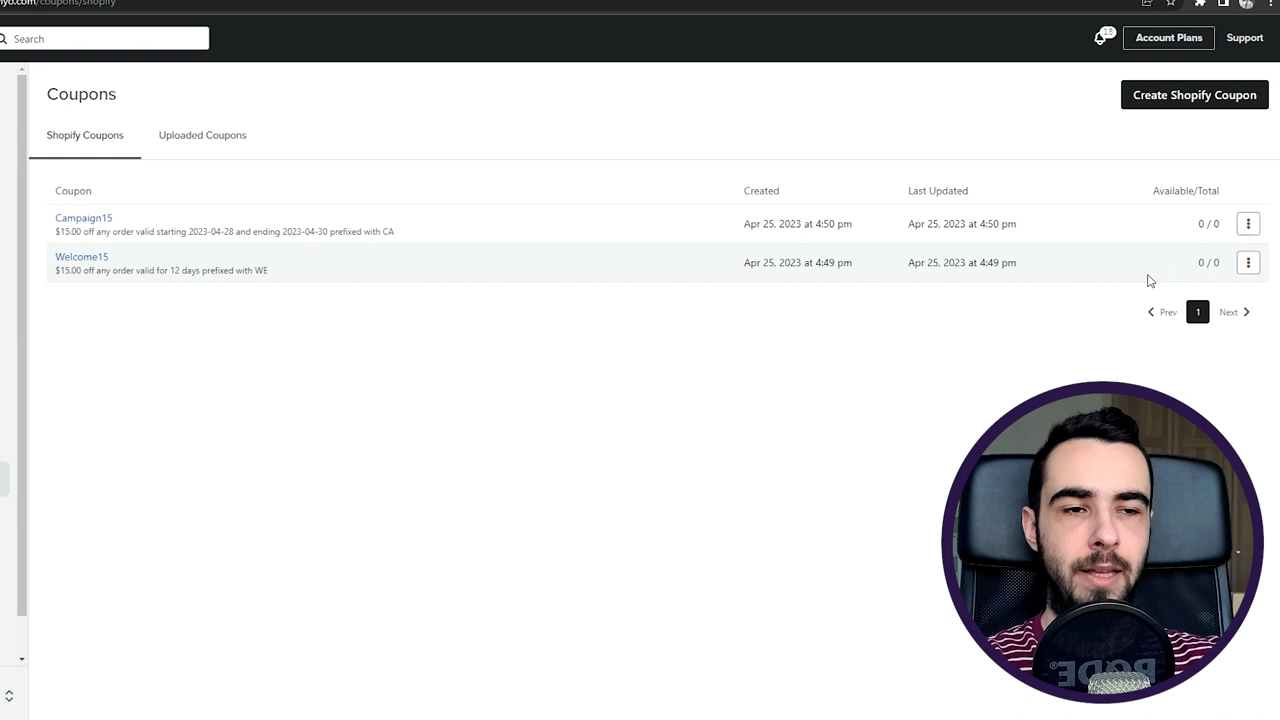 nyo.com/coupons/shopify
Search
18
Account Plans
Support
Coupons
Create Shopify Coupon
Shopify Coupons
Uploaded Coupons
Coupon
Created
Last Updated
Available/Total
Campaign15
$15.00 off any order valid starting 2023-04-28 and ending 2023-04-30 prefixed with CA
Apr 25, 2023 at 4:50 pm
Apr 25, 2023 at 4:50 pm
0 / 0
Welcome15
$15.00 off any order valid for 12 days prefixed with WE
Apr 25, 2023 at 4:49 pm
Apr 25, 2023 at 4:49 pm
0 / 0
Prev
1
Next
RODE®